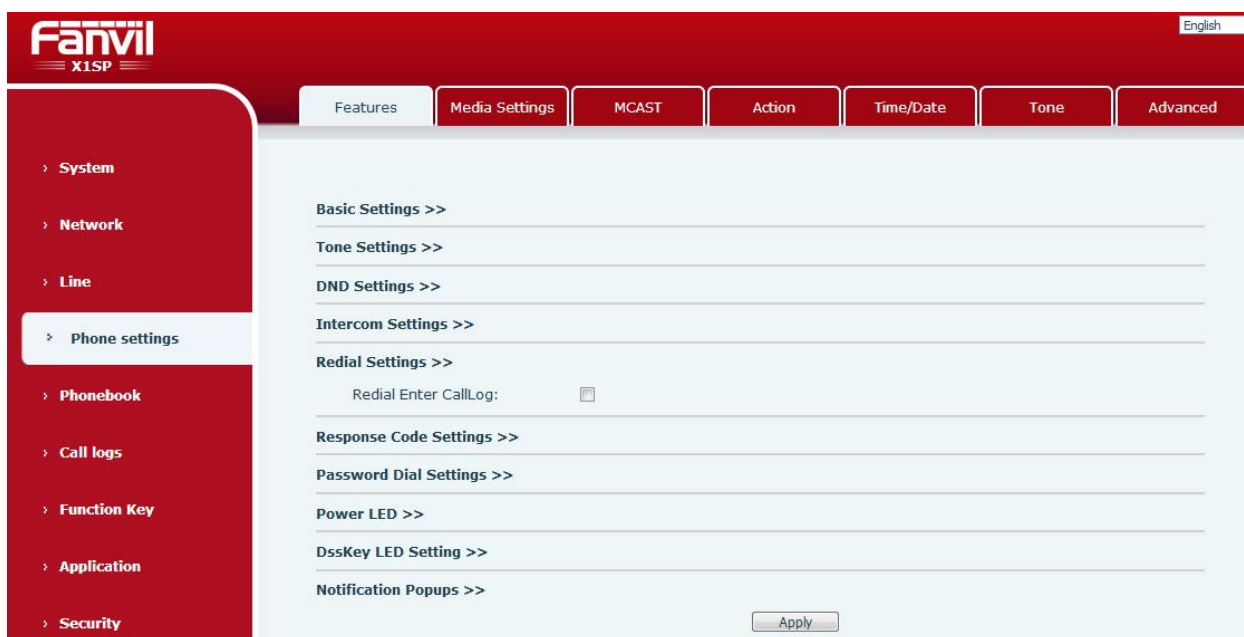 English
Fanvil
X1SP
Features
Media Settings
MCAST
Action
Time/Date
Tone
Advanced
System
Network
Line
Phone settings
Phonebook
Call logs
Function Key
Application
Security
Basic Settings >>
Tone Settings >>
DND Settings >>
Intercom Settings >>
Redial Settings >>
Redial Enter CallLog:
Response Code Settings >>
Password Dial Settings >>
Power LED >>
DssKey LED Setting >>
Notification Popups >>
Apply